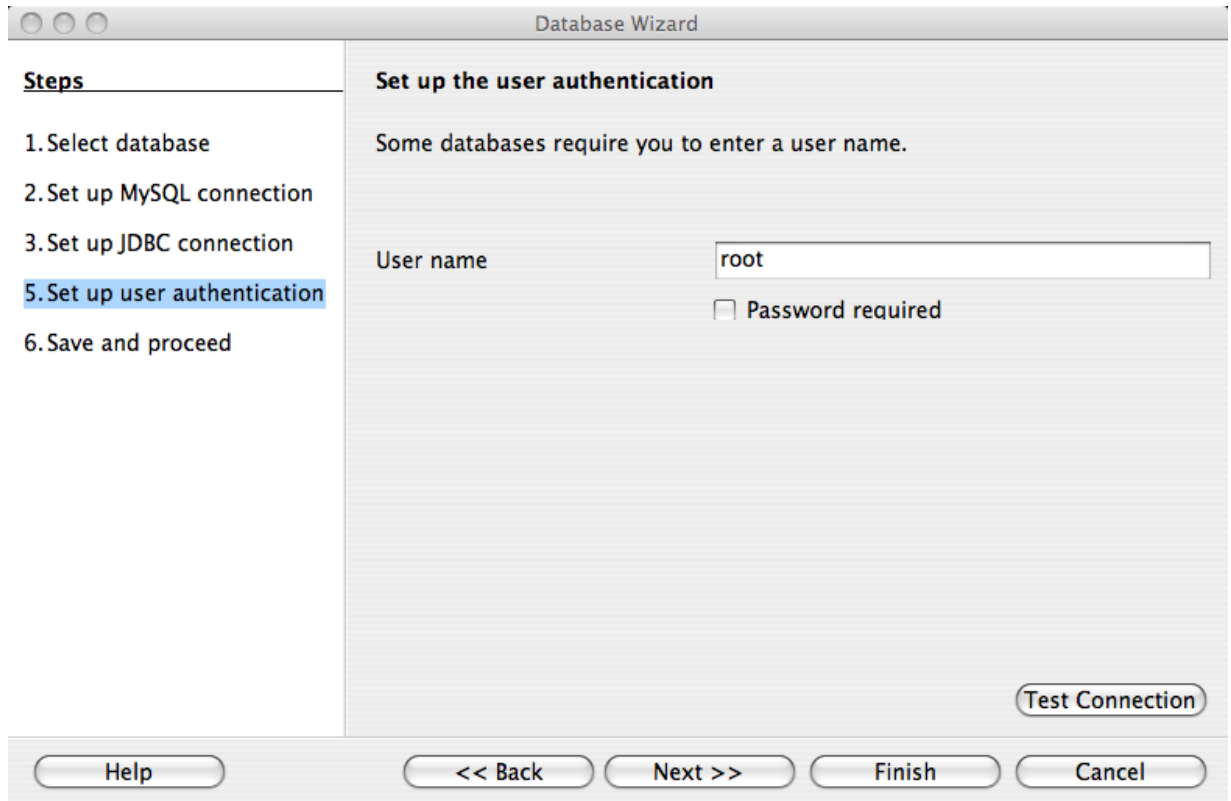 Database Wizard
Steps
1. Select database
2. Set up MySQL connection
3. Set up JDBC connection
5. Set up user authentication
6. Save and proceed
Set up the user authentication
Some databases require you to enter a user name.
User name
root
Password required
Test Connection
Help
<< Back
Next >>
Finish
Cancel